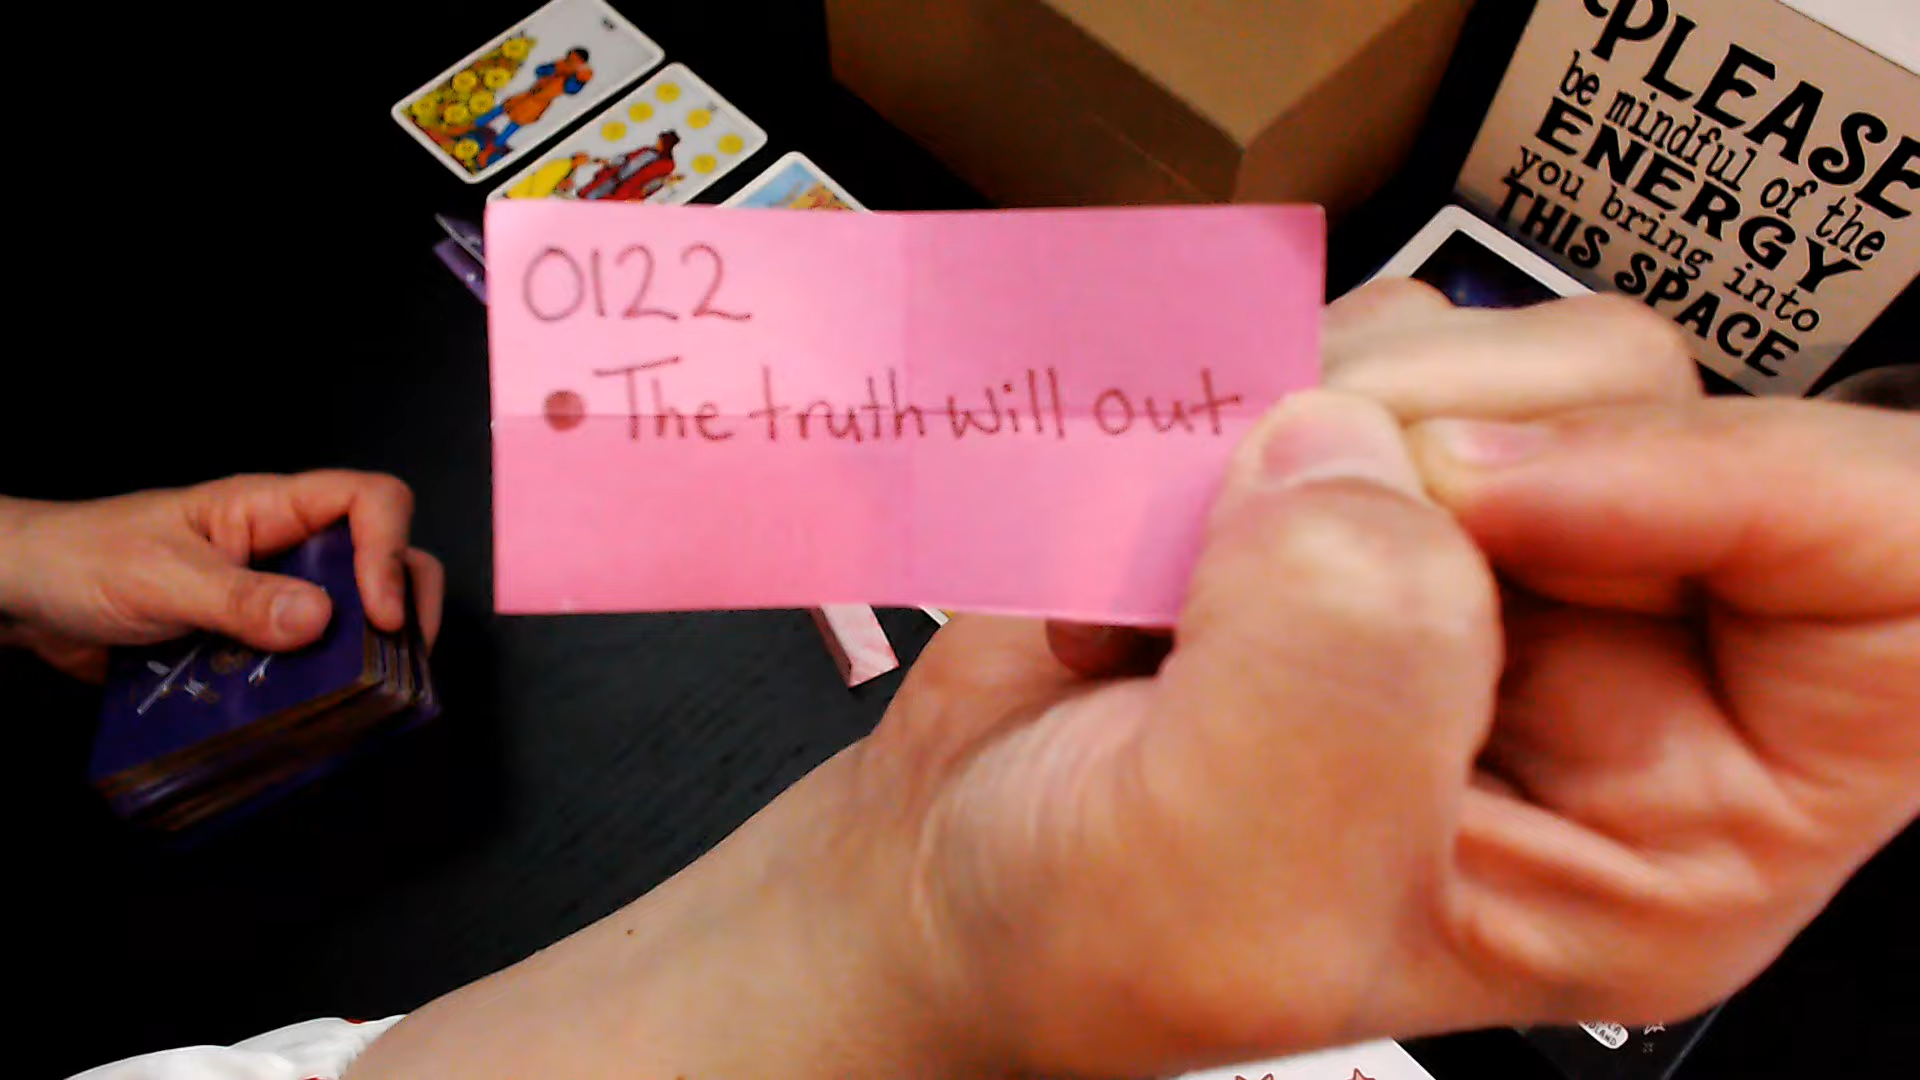 0122
• The truth will out
PLEASE
be mindful of the
ENERGY
you bring into
THIS SPACE